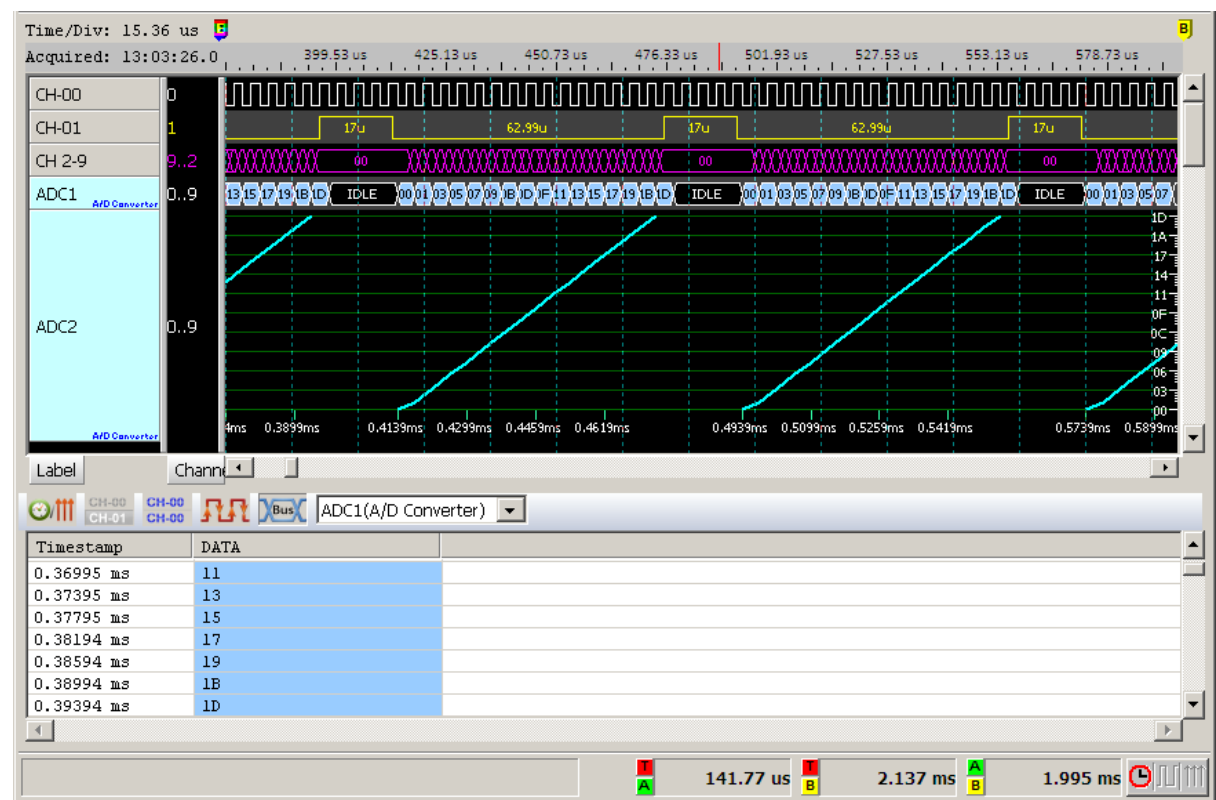 Time/Div: 15.36 us
B
Acquired: 13:03:26.0 399.53 us 425.13 us 450.73 us 476.33 us 501.93 us 527.53 us 553.13 us 578.73 us
CH-00 0
CH-01 1 17u 62.99u 17u 62.99u 17u
CH 2-9 9..2 00 00 00
ADC1 A/D Converter 0..9 13 15 17 19 1B 1D IDLE 00 01 03 05 07 09 0B 0D 0F 11 13 15 17 19 1B 1D IDLE 00 01 03 05 07 09 0B 0D 0F 11 13 15 17 19 1B 1D IDLE 00 01 03 05 07
1D
1A
17
14
11
0F
ADC2 0..9
0C
09
06
03
00
4ms 0.3899ms 0.4139ms 0.4299ms 0.4459ms 0.4619ms 0.4939ms 0.5099ms 0.5259ms 0.5419ms 0.5739ms 0.5899ms
A/D Converter
Label Chann
CH-00 CH-00 Bus ADC1(A/D Converter)
CH-01 CH-00
Timestamp DATA
0.36995 ms 11
0.37395 ms 13
0.37795 ms 15
0.38194 ms 17
0.38594 ms 19
0.38994 ms 1B
0.39394 ms 1D
T A 141.77 us T B 2.137 ms A B 1.995 ms